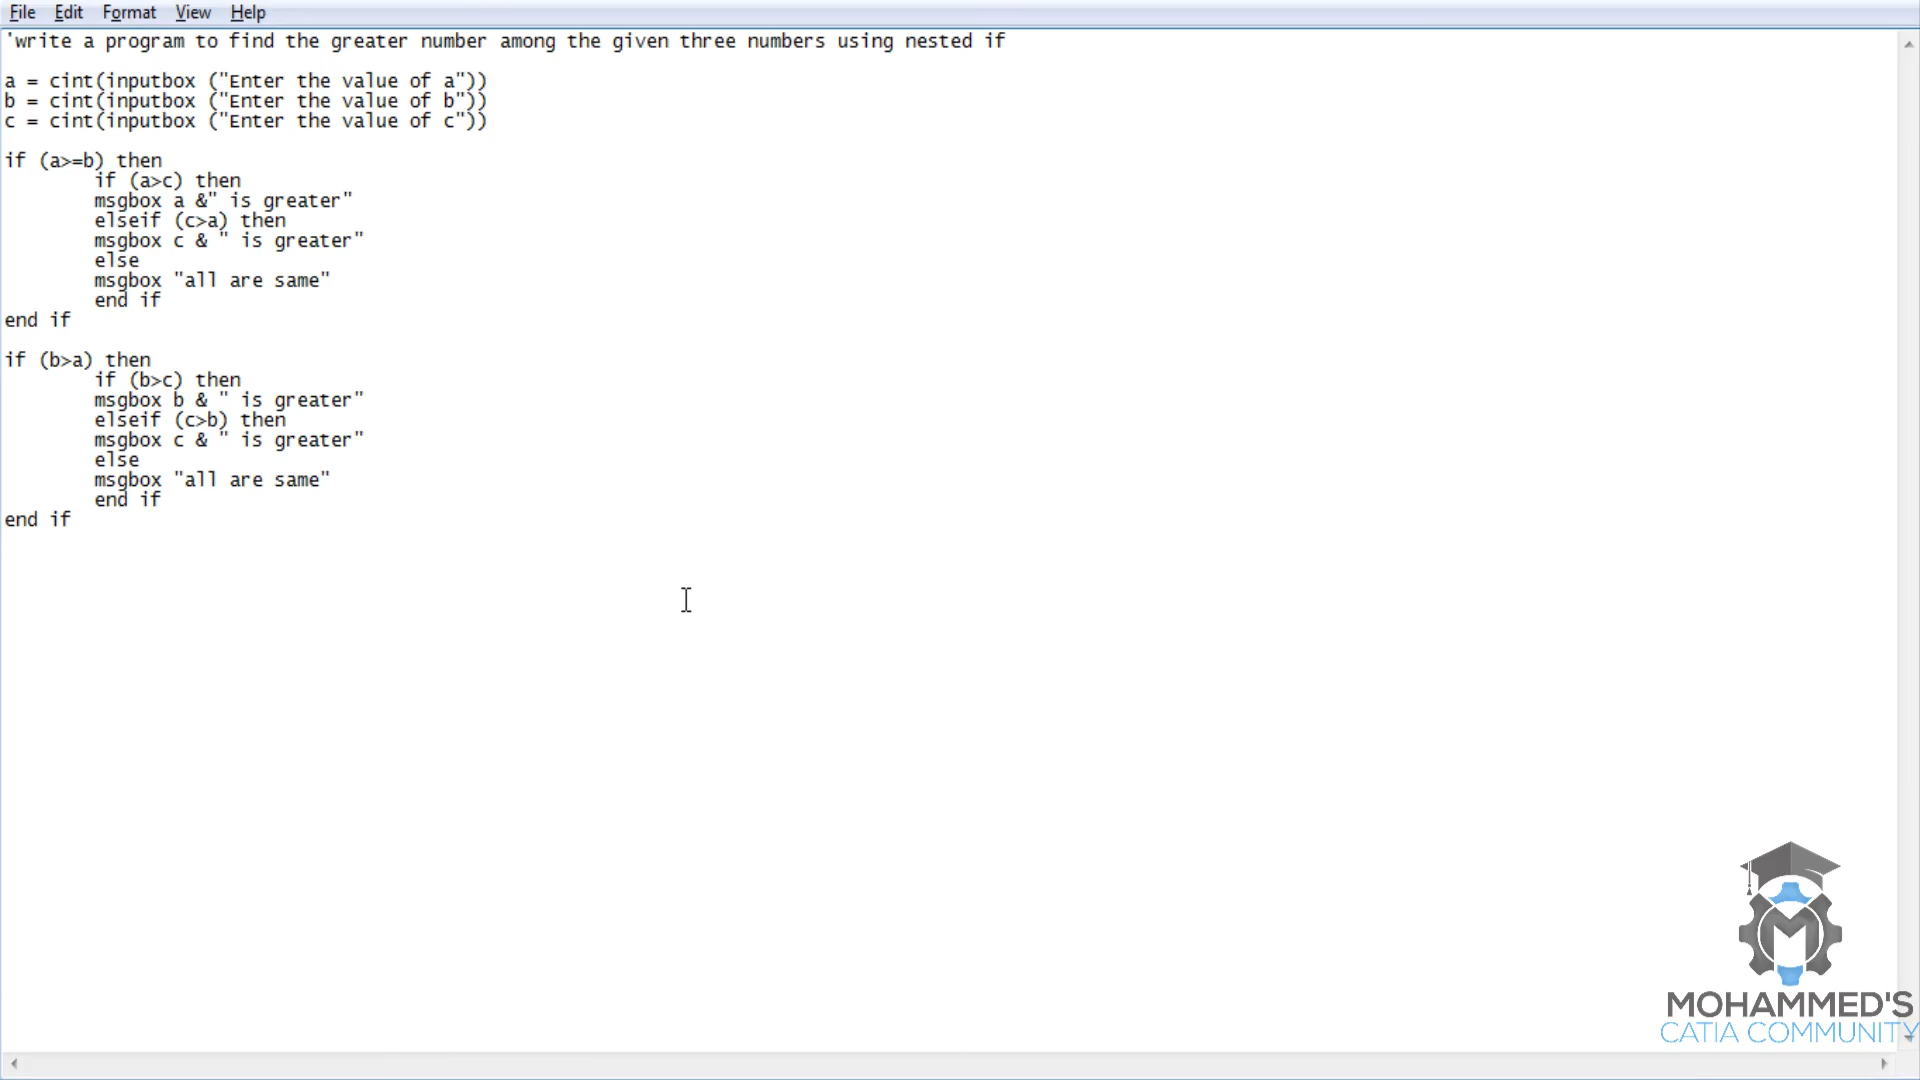 File Edit Format View Help
'write a program to find the greater number among the given three numbers using nested if
a = cint(inputbox ("Enter the value of a"))
b = cint(inputbox ("Enter the value of b"))
c = cint(inputbox ("Enter the value of c"))
if (a>=b) then
if (a>c) then
msgbox a &" is greater"
elseif (c>a) then
msgbox c & " is greater"
else
msgbox "all are same"
end if
end if
if (b>a) then
if (b>c) then
msgbox b & " is greater"
elseif (c>b) then
msgbox c & " is greater"
else
msgbox "all are same"
end if
end if
MOHAMMED'S
CATIA COMMUNITY